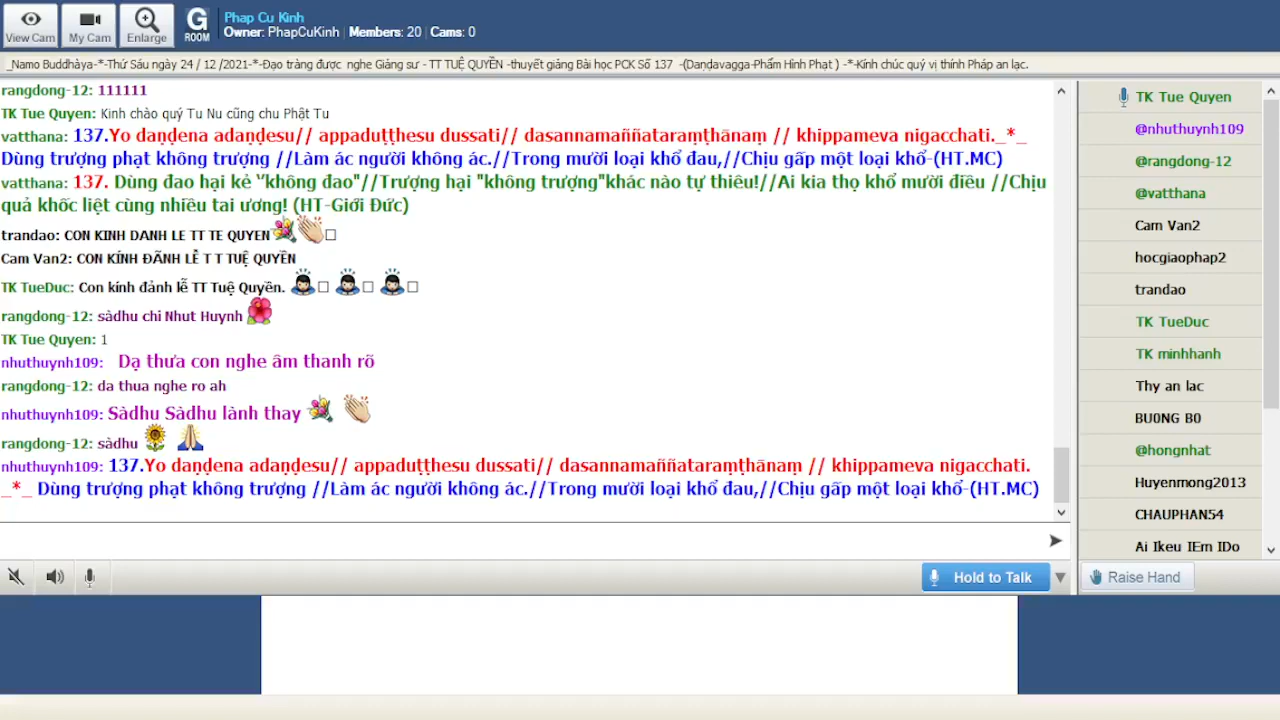 View Cam
My Cam
Enlarge
G
ROOM
Phap Cu Kinh
Owner: PhapCuKinh | Members: 20 | Cams: 0
_Namo Buddhàya-*-Thứ Sáu ngày 24 / 12 /2021-*-Đạo tràng được nghe Giảng sư - TT TUỆ QUYỀN -thuyết giảng Bài học PCK Số 137 -(Daṇḍavagga-Phẩm Hình Phạt ) -*-Kính chúc quý vị thính Pháp an lạc.
rangdong-12: 111111
TK Tue Quyen: Kinh chào quý Tu Nu cũng chu Phật Tu
vatthana: 137.Yo daṇḍena adaṇḍesu// appaduṭṭhesu dussati// dasannamaññataraṃṭhānaṃ // khippameva nigacchati._*_
Dùng trượng phạt không trượng //Làm ác người không ác.//Trong mười loại khổ đau,//Chịu gấp một loại khổ-(HT.MC)
vatthana: 137. Dùng đao hại kẻ "không đao"//Trượng hại "không trượng"khác nào tự thiêu!//Ai kia thọ khổ mười điều //Chịu
quả khốc liệt cùng nhiều tai ương! (HT-Giới Đức)
trandao: CON KINH DANH LE TT TE QUYEN
Cam Van2: CON KÍNH ĐÃNH LỄ T T TUỆ QUYỀN
TK TueDuc: Con kính đảnh lễ TT Tuệ Quyền.
rangdong-12: sàdhu chi Nhut Huynh
TK Tue Quyen: 1
nhuthuynh109: Dạ thưa con nghe âm thanh rõ
rangdong-12: da thua nghe ro ah
nhuthuynh109: Sàdhu Sàdhu lành thay
rangdong-12: sàdhu
nhuthuynh109: 137.Yo daṇḍena adaṇḍesu// appaduṭṭhesu dussati// dasannamaññataraṃṭhānaṃ // khippameva nigacchati.
_*_ Dùng trượng phạt không trượng //Làm ác người không ác.//Trong mười loại khổ đau,//Chịu gấp một loại khổ-(HT.MC)
Hold to Talk
TK Tue Quyen
@nhuthuynh109
@rangdong-12
@vatthana
Cam Van2
hocgiaophap2
trandao
TK TueDuc
TK minhhanh
Thy an lac
BU0NG B0
@hongnhat
Huyenmong2013
CHAUPHAN54
Ai Ikeu IEm IDo
Raise Hand